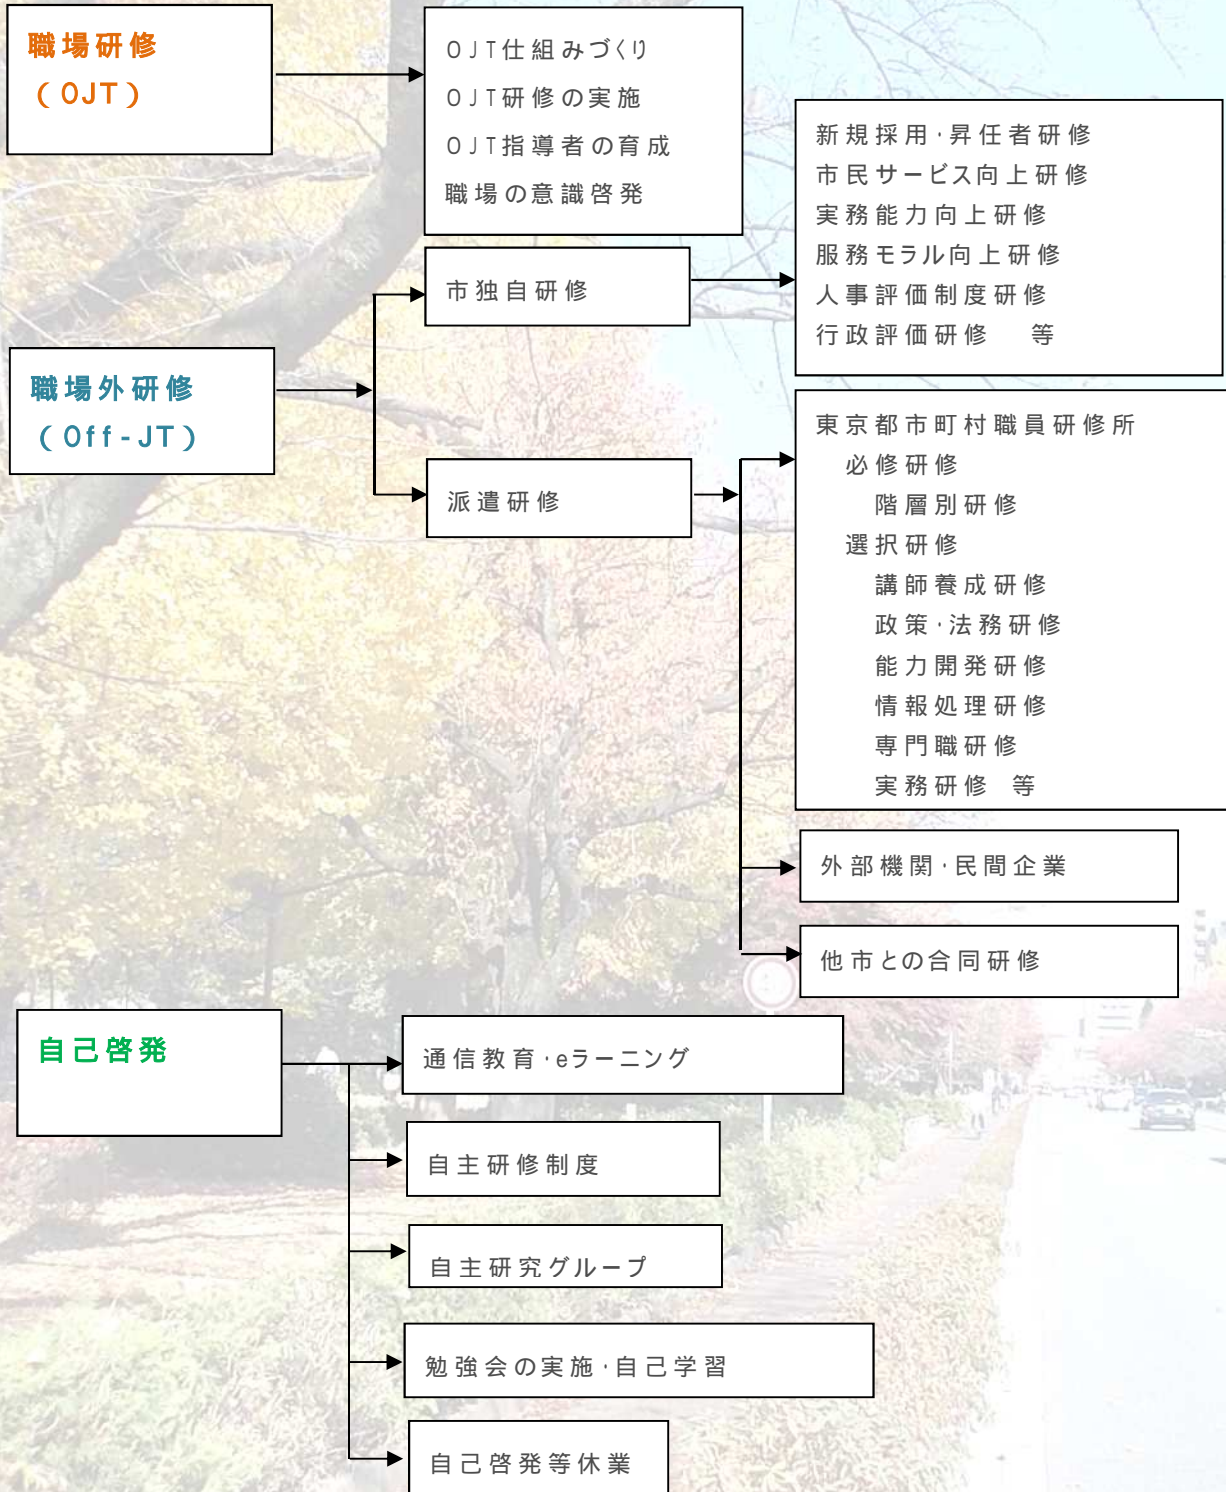 職場研修
（OJT）
OJT仕組みづくり
OJT研修の実施
OJT指導者の育成
職場の意識啓発
新規採用・昇任者研修
市民サービス向上研修
実務能力向上研修
服務モラル向上研修
人事評価制度研修
行政評価研修　等
市独自研修
職場外研修
（Off-JT）
派遣研修
東京都市町村職員研修所
必修研修
階層別研修
選択研修
講師養成研修
政策・法務研修
能力開発研修
情報処理研修
専門職研修
実務研修　等
外部機関・民間企業
他市との合同研修
自己啓発
通信教育・eラーニング
自主研修制度
自主研究グループ
勉強会の実施・自己学習
自己啓発等休業